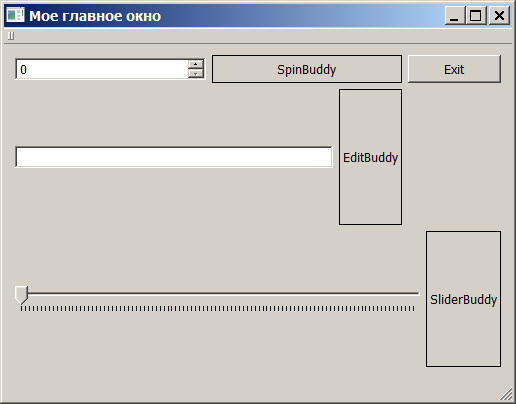 Мое главное окно
0
SpinBuddy
Exit
EditBuddy
SliderBuddy